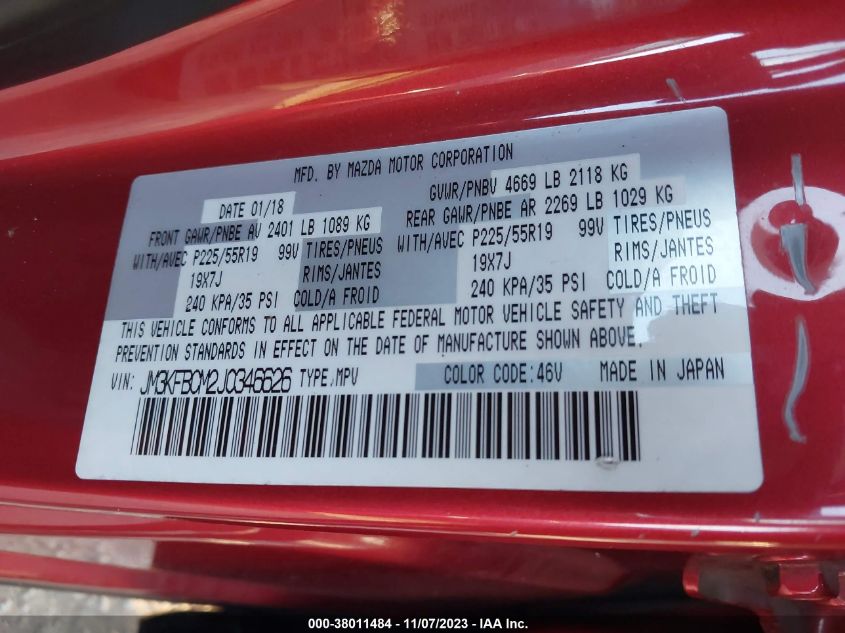 MFD. BY MAZDA MOTOR CORPORATION
DATE 01/18 GVWR/PNBV 4669 LB 2118 KG
FRONT GAWR/PNBE AV 2401 LB 1089 KG REAR GAWR/PNBE AR 2269 LB 1029 KG
WITH/AVEC P225/55R19 99V TIRES/PNEUS WITH/AVEC P225/55R19 99V TIRES/PNEUS
19X7J RIMS/JANTES 19X7J RIMS/JANTES
240 KPA/35 PSI COLD/A FROID 240 KPA/35 PSI COLD/A FROID
THIS VEHICLE CONFORMS TO ALL APPLICABLE FEDERAL MOTOR VEHICLE SAFETY AND THEFT
PREVENTION STANDARDS IN EFFECT ON THE DATE OF MANUFACTURE SHOWN ABOVE.
VIN: JM3KFBCM2J0346626 TYPE,MPV COLOR CODE:46V MADE IN JAPAN
000-38011484 - 11/07/2023 - IAA Inc.